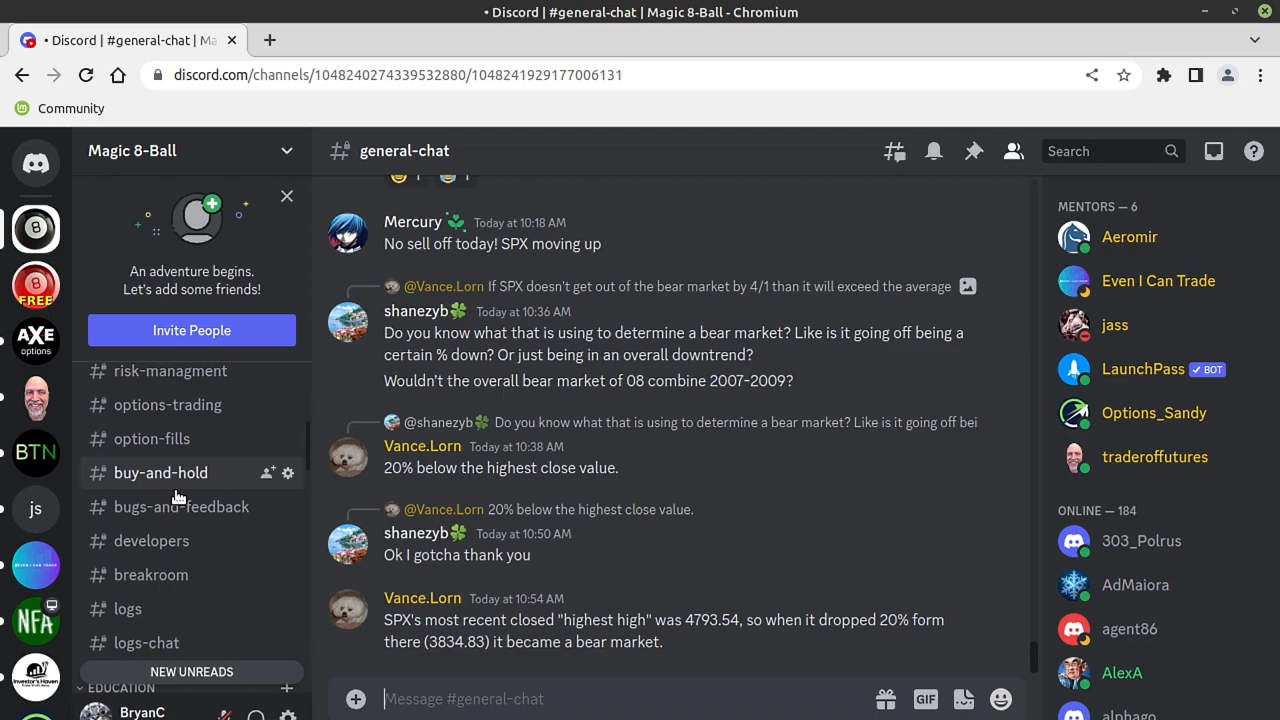 • Discord | #general-chat | Magic 8-Ball - Chromium
• Discord | #general-chat | Ma
discord.com/channels/1048240274339532880/1048241929177006131
Community
Magic 8-Ball
general-chat
Search
An adventure begins.
Let's add some friends!
Invite People
risk-managment
options-trading
option-fills
buy-and-hold
bugs-and-feedback
developers
breakroom
logs
logs-chat
NEW UNREADS
EDUCATION
BryanC
8
8
FREE
AXE
options
BTN
js
EVEN I CAN TRADE
NFA
INVESTOR'S HAVEN
1
1
Mercury Today at 10:18 AM
No sell off today! SPX moving up
@Vance.Lorn If SPX doesn't get out of the bear market by 4/1 than it will exceed the average
shanezyb Today at 10:36 AM
Do you know what that is using to determine a bear market? Like is it going off being a
certain % down? Or just being in an overall downtrend?
Wouldn't the overall bear market of 08 combine 2007-2009?
@shanezyb Do you know what that is using to determine a bear market? Like is it going off bei
Vance.Lorn Today at 10:38 AM
20% below the highest close value.
@Vance.Lorn 20% below the highest close value.
shanezyb Today at 10:50 AM
Ok I gotcha thank you
Vance.Lorn Today at 10:54 AM
SPX's most recent closed "highest high" was 4793.54, so when it dropped 20% form
there (3834.83) it became a bear market.
Message #general-chat
GIF
MENTORS — 6
Aeromir
Even I Can Trade
jass
LaunchPass ✓ BOT
Options_Sandy
traderoffutures
ONLINE — 184
303_Polrus
AdMaiora
agent86
AlexA
alphago